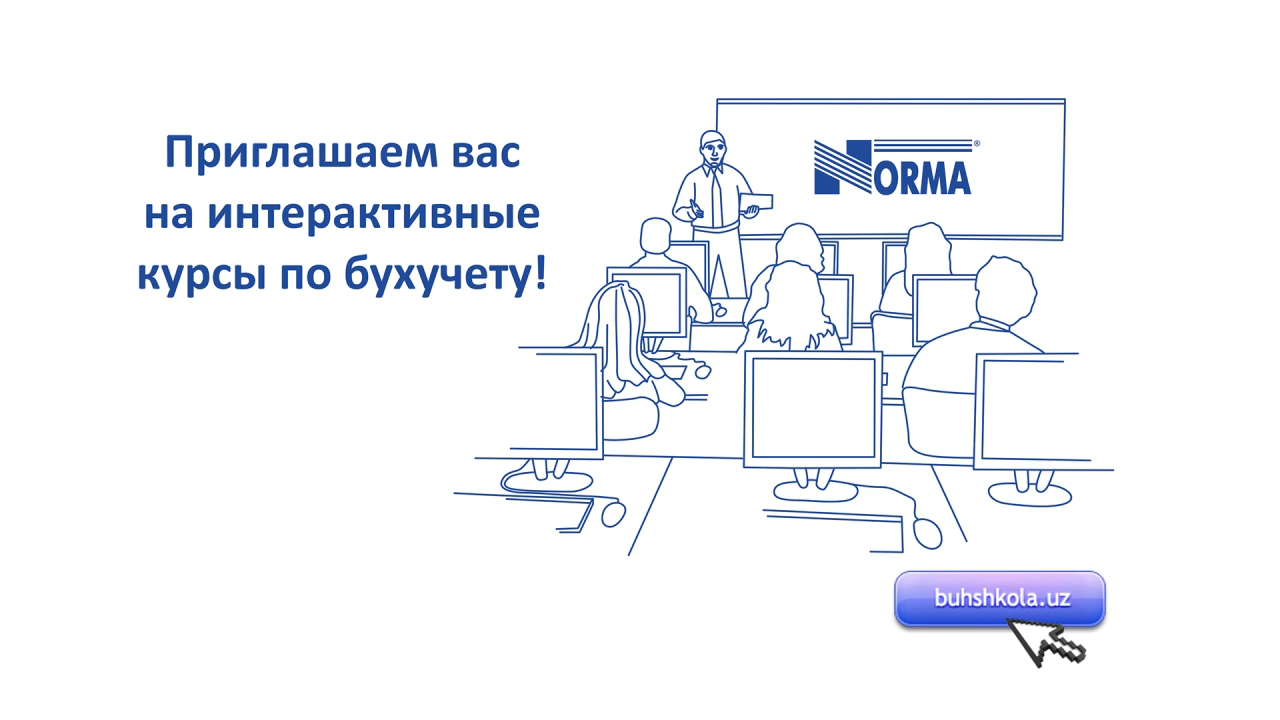 Приглашаем вас
на интерактивные
курсы по бухучету!
NORMA®
buhshkola.uz